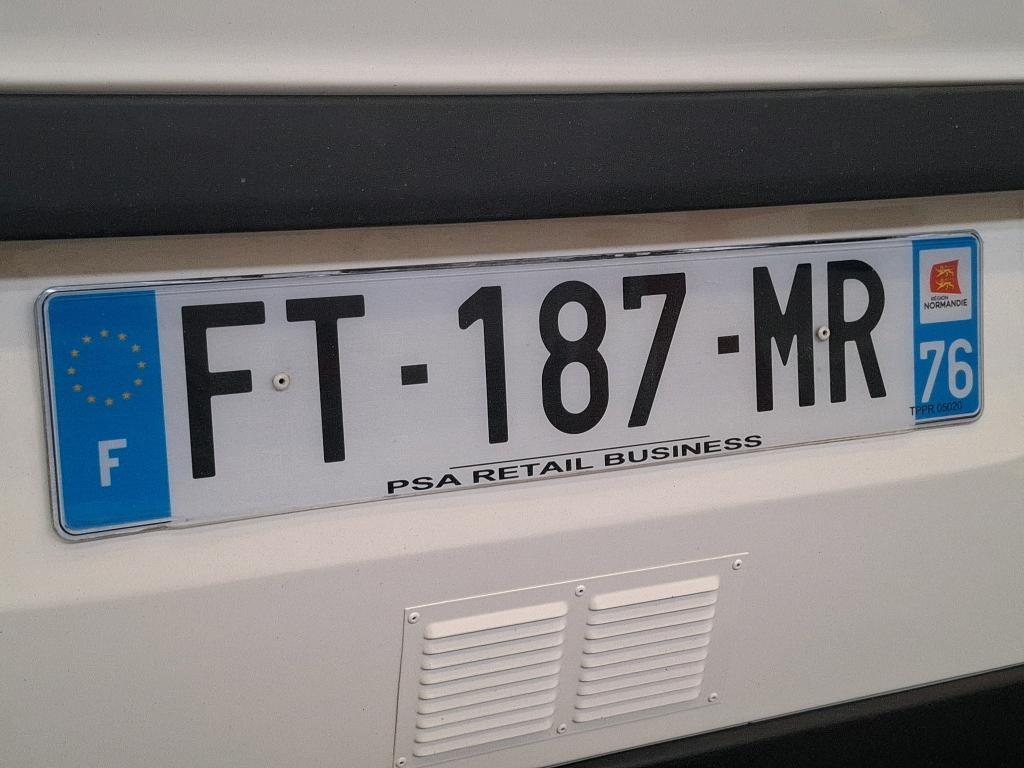 F
FT-187-MR
RÉGION
NORMANDIE
76
TPPR 05020
PSA RETAIL BUSINESS